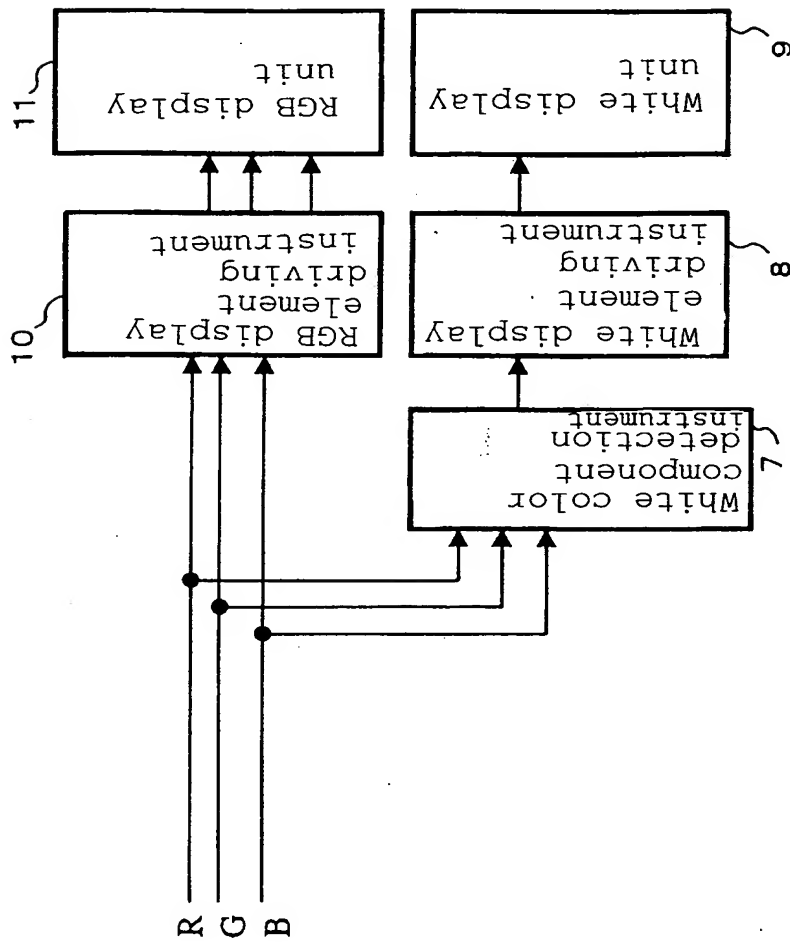 11
RGB display
unit
9
White display
unit
10
RGB display
element
driving
instrument
8
White display
element
driving
instrument
7
White color
component
detection
instrument
R
G
B